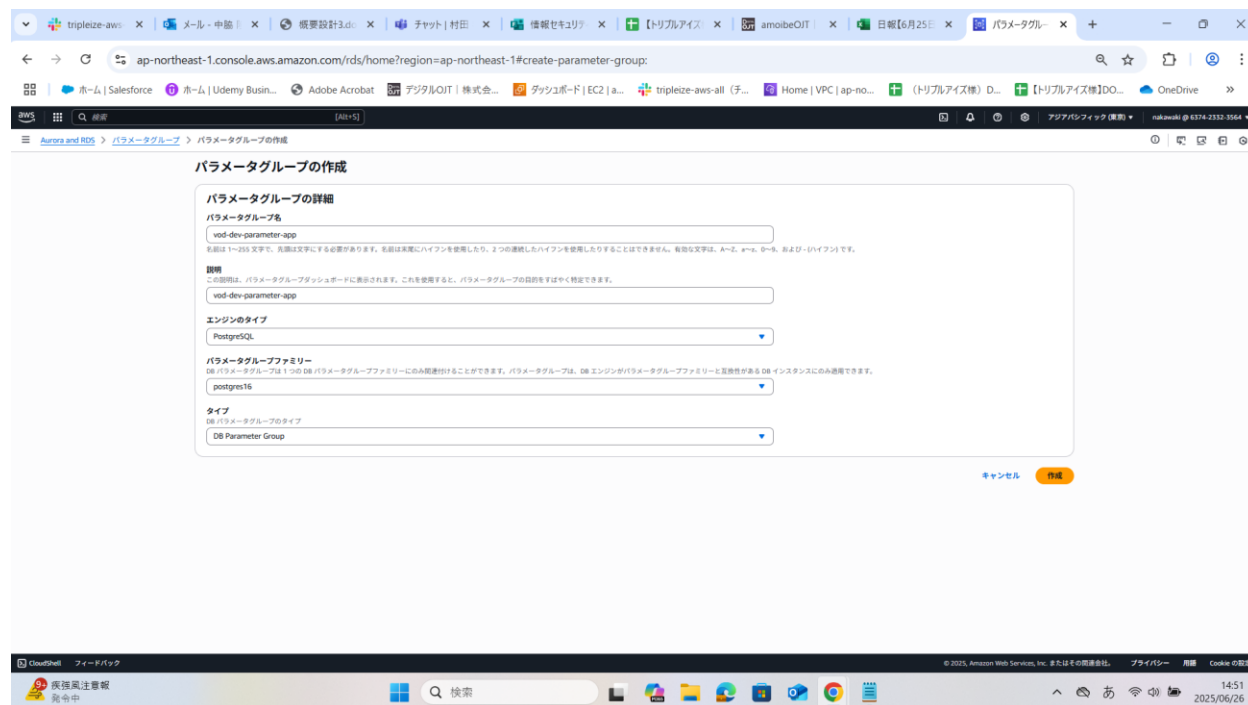 tripleize-aws
メール - 中脇
概要設計3.do
チャット | 村田
情報セキュリテ
【トリプルアイズ
amoibeOJT
日報【6月25日
パラメータグルー
ap-northeast-1.console.aws.amazon.com/rds/home?region=ap-northeast-1#create-parameter-group:
ホーム | Salesforce
ホーム | Udemy Busin...
Adobe Acrobat
デジタルOJT | 株式会...
ダッシュボード | EC2 | a...
tripleize-aws-all (チ...
Home | VPC | ap-no...
(トリプルアイズ様) D...
【トリプルアイズ様】DO...
OneDrive
aws
検索
[Alt+S]
アジアパシフィック (東京)
nakawaki @ 6374-2332-3564
Aurora and RDS > パラメータグループ > パラメータグループの作成
パラメータグループの作成
パラメータグループの詳細
パラメータグループ名
vod-dev-parameter-app
名前は 1～255 文字で、先頭は文字にする必要があります。名前は末尾にハイフンを使用したり、2 つの連続したハイフンを使用したりすることはできません。有効な文字は、A～Z、a～z、0～9、および - (ハイフン) です。
説明
この説明は、パラメータグループダッシュボードに表示されます。これを使用すると、パラメータグループの目的をすばやく特定できます。
vod-dev-parameter-app
エンジンのタイプ
PostgreSQL
パラメータグループファミリー
DB パラメータグループは 1 つの DB パラメータグループファミリーにのみ関連付けることができます。パラメータグループは、DB エンジンがパラメータグループファミリーと互換性がある DB インスタンスにのみ適用できます。
postgres16
タイプ
DB パラメータグループのタイプ
DB Parameter Group
キャンセル
作成
CloudShell
フィードバック
© 2025, Amazon Web Services, Inc. またはその関連会社。
プライバシー
用語
Cookie の設定
9+
疾強風注意報
発令中
検索
あ
14:51
2025/06/26